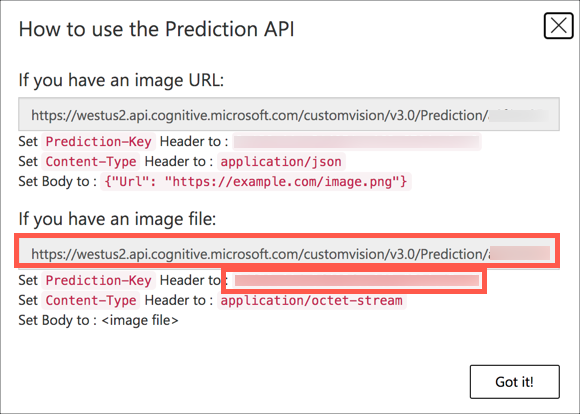 How to use the Prediction API
If you have an image URL:
https://westus2.api.cognitive.microsoft.com/customvision/v3.0/Prediction/
Set Prediction-Key Header to :
Set Content-Type Header to : application/json
Set Body to : {"Url": "https://example.com/image.png"}
If you have an image file:
https://westus2.api.cognitive.microsoft.com/customvision/v3.0/Prediction/
Set Prediction-Key Header to :
Set Content-Type Header to : application/octet-stream
Set Body to : <image file>
Got it!